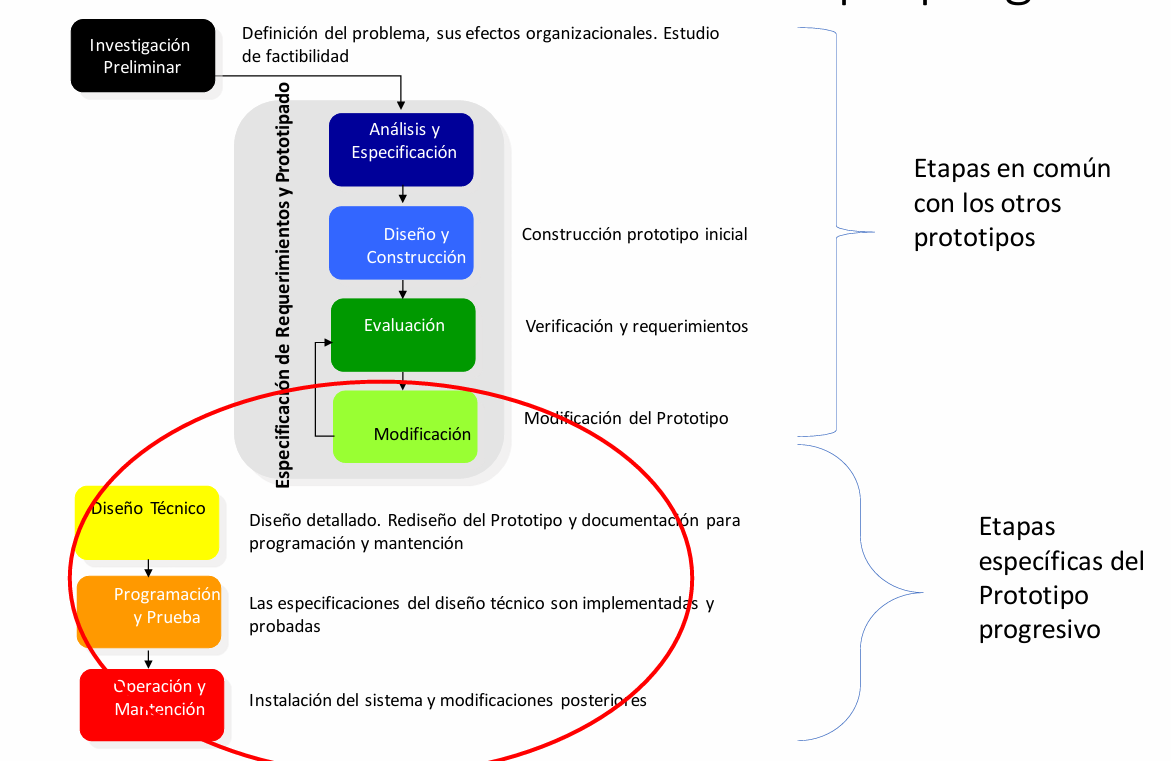 Investigación
Preliminar
Definición del problema, sus efectos organizacionales. Estudio
de factibilidad
Especificación de Requerimientos y Prototipado
Análisis y
Especificación
Diseño y
Construcción
Construcción prototipo inicial
Evaluación
Verificación y requerimientos
Modificación
Modificación del Prototipo
Etapas en común
con los otros
prototipos
Diseño Técnico
Diseño detallado. Rediseño del Prototipo y documentación para
programación y mantención
Programación
y Prueba
Las especificaciones del diseño técnico son implementadas y
probadas
Operación y
Mantención
Instalación del sistema y modificaciones posteriores
Etapas
específicas del
Prototipo
progresivo